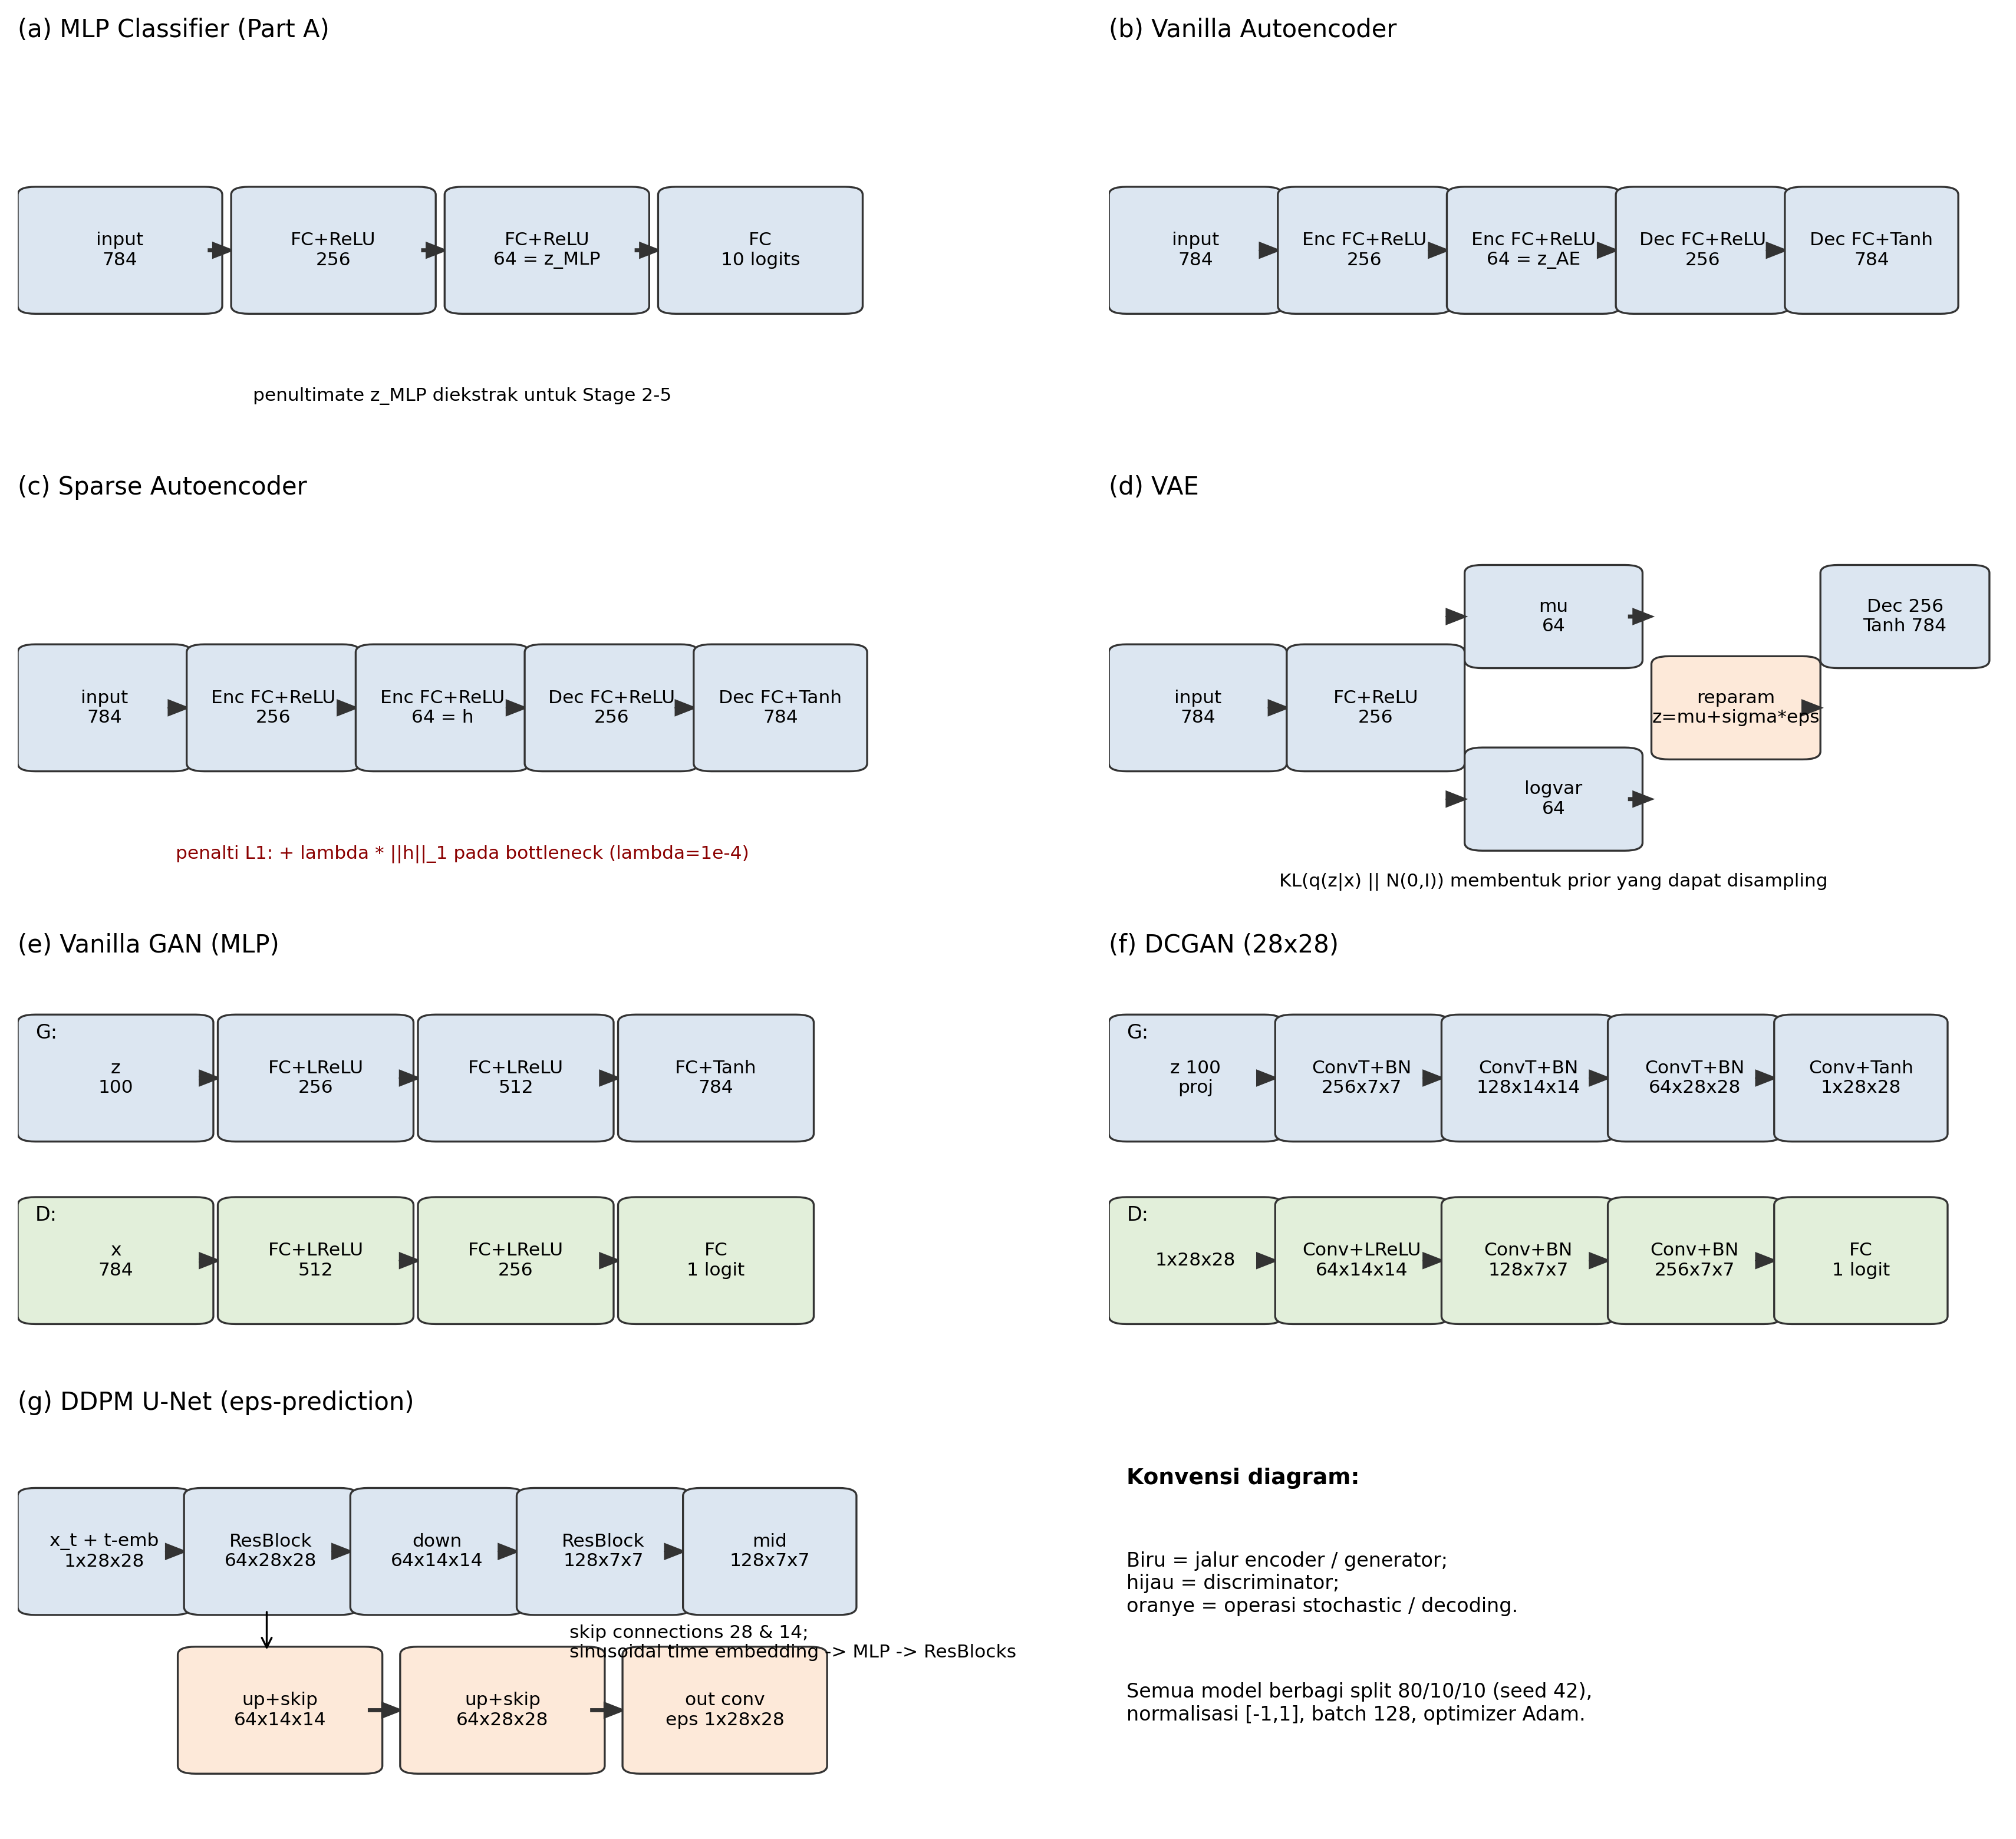 (a) MLP Classifier (Part A)
input
784
FC+ReLU
256
FC+ReLU
64 = z_MLP
FC
10 logits
penultimate z_MLP diekstrak untuk Stage 2-5
(b) Vanilla Autoencoder
input
784
Enc FC+ReLU
256
Enc FC+ReLU
64 = z_AE
Dec FC+ReLU
256
Dec FC+Tanh
784
(c) Sparse Autoencoder
input
784
Enc FC+ReLU
256
Enc FC+ReLU
64 = h
Dec FC+ReLU
256
Dec FC+Tanh
784
penalti L1: + lambda * ||h||_1 pada bottleneck (lambda=1e-4)
(d) VAE
input
784
FC+ReLU
256
mu
64
logvar
64
reparam
z=mu+sigma*eps
Dec 256
Tanh 784
KL(q(z|x) || N(0,I)) membentuk prior yang dapat disampling
(e) Vanilla GAN (MLP)
G:
z
100
FC+LReLU
256
FC+LReLU
512
FC+Tanh
784
D:
x
784
FC+LReLU
512
FC+LReLU
256
FC
1 logit
(f) DCGAN (28x28)
G:
z 100
proj
ConvT+BN
256x7x7
ConvT+BN
128x14x14
ConvT+BN
64x28x28
Conv+Tanh
1x28x28
D:
1x28x28
Conv+LReLU
64x14x14
Conv+BN
128x7x7
Conv+BN
256x7x7
FC
1 logit
(g) DDPM U-Net (eps-prediction)
x_t + t-emb
1x28x28
ResBlock
64x28x28
down
64x14x14
ResBlock
128x7x7
mid
128x7x7
skip connections 28 & 14;
sinusoidal time embedding -> MLP -> ResBlocks
up+skip
64x14x14
up+skip
64x28x28
out conv
eps 1x28x28
Konvensi diagram:
Biru = jalur encoder / generator;
hijau = discriminator;
oranye = operasi stochastic / decoding.
Semua model berbagi split 80/10/10 (seed 42),
normalisasi [-1,1], batch 128, optimizer Adam.